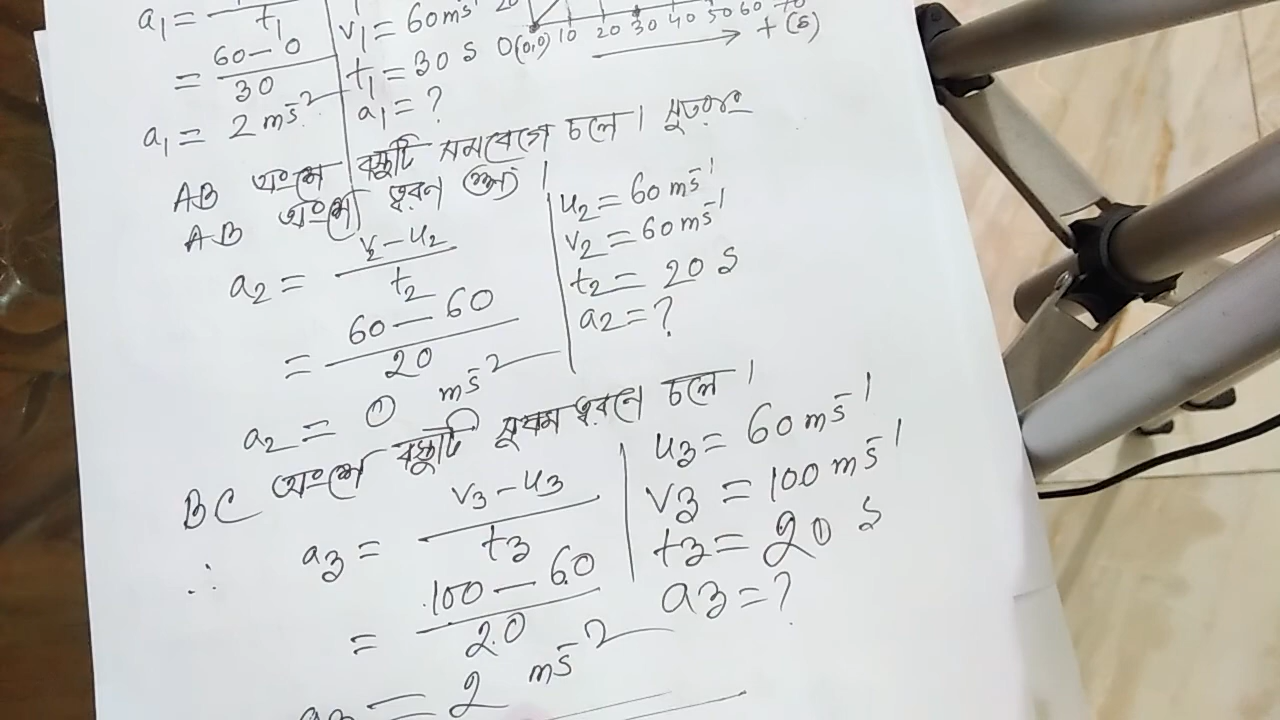 a₁ = t₁
v₁ = 60 ms⁻¹
= 60 – 0 / 30
t₁ = 30 s
a₁ = 2 ms⁻²
a₁ = ?
20
0(0,0) 10 20 30 40 50 60
t (s)
AB অংশে বস্তুটি সমবেগে চলে। সুতরাং
AB অংশে ত্বরণ নেই।
a₂ = v₂ – u₂ / t₂
= 60 – 60 / 20
a₂ = 0 ms⁻²
u₂ = 60 ms⁻¹
v₂ = 60 ms⁻¹
t₂ = 20 s
a₂ = ?
BC অংশে বস্তুটি সুষম ত্বরণে চলে।
∴ a₃ = v₃ – u₃ / t₃
= 100 – 60 / 20
a₃ = 2 ms⁻²
u₃ = 60 ms⁻¹
v₃ = 100 ms⁻¹
t₃ = 20 s
a₃ = ?